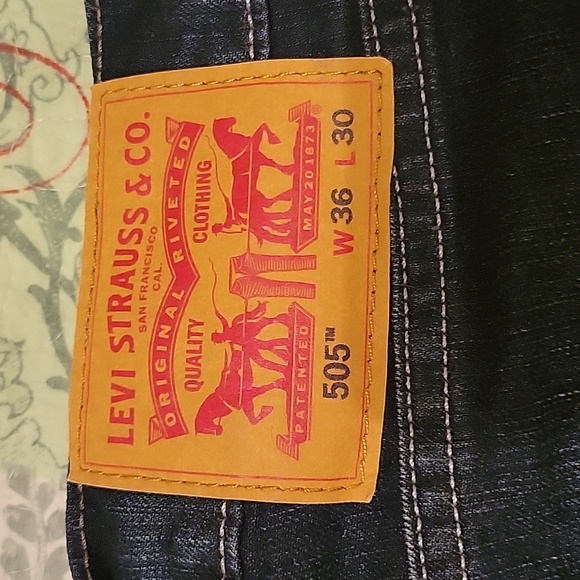 LEVI STRAUSS & CO.
SAN FRANCISCO
CAL.
ORIGINAL RIVETED
QUALITY CLOTHING
PATENTED MAY 20 1873 ®
505™ W 36 L 30